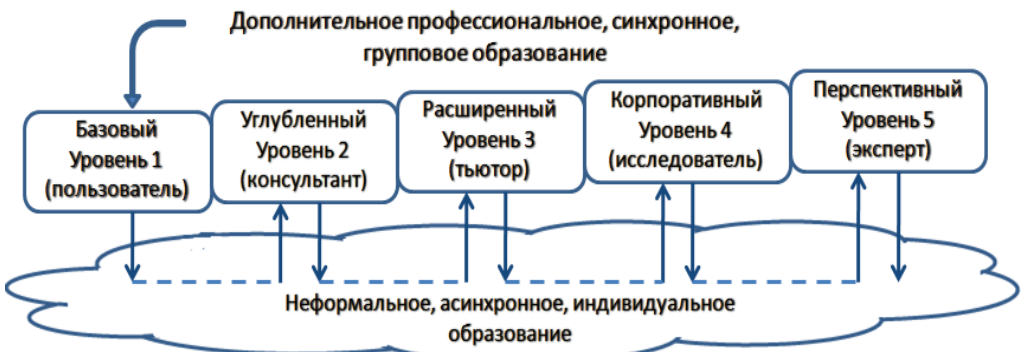 Дополнительное профессиональное, синхронное,
групповое образование
Базовый
Уровень 1
(пользователь)
Углубленный
Уровень 2
(консультант)
Расширенный
Уровень 3
(тьютор)
Корпоративный
Уровень 4
(исследователь)
Перспективный
Уровень 5
(эксперт)
Неформальное, асинхронное, индивидуальное
образование